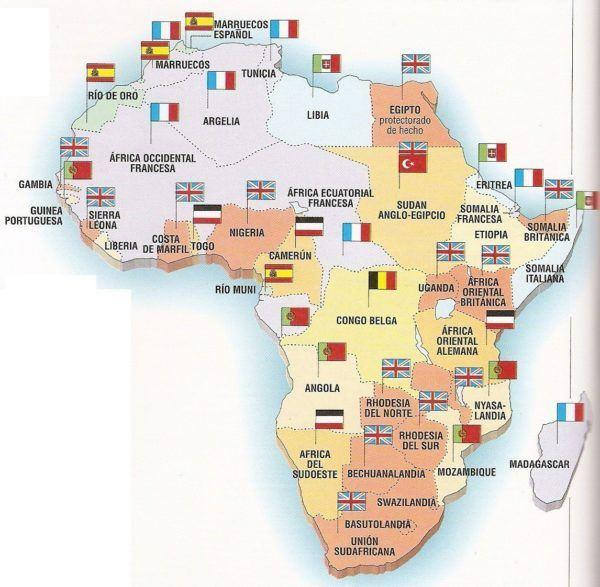 MARRUECOS
ESPAÑOL
MARRUECOS
TUNICIA
RÍO DE ORO
ARGELIA
LIBIA
EGIPTO
protectorado
de hecho
ÁFRICA OCCIDENTAL
FRANCESA
ÁFRICA ECUATORIAL
FRANCESA
SUDAN
ANGLO-EGIPCIO
ERITREA
SOMALIA
FRANCESA
ETIOPIA
SOMALIA
BRITÁNICA
SOMALIA
ITALIANA
GAMBIA
GUINEA
PORTUGUESA
SIERRA
LEONA
LIBERIA
COSTA
DE MARFIL
TOGO
NIGERIA
CAMERÚN
RÍO MUNI
UGANDA
ÁFRICA
ORIENTAL
BRITÁNICA
CONGO BELGA
ÁFRICA
ORIENTAL
ALEMANA
ANGOLA
RHODESIA
DEL NORTE
NYASA-
LANDIA
AFRICA
DEL
SUDOESTE
RHODESIA
DEL SUR
BECHUANALANDIA
MOZAMBIQUE
MADAGASCAR
SWAZILANDIA
BASUTOLANDIA
UNIÓN
SUDAFRICANA